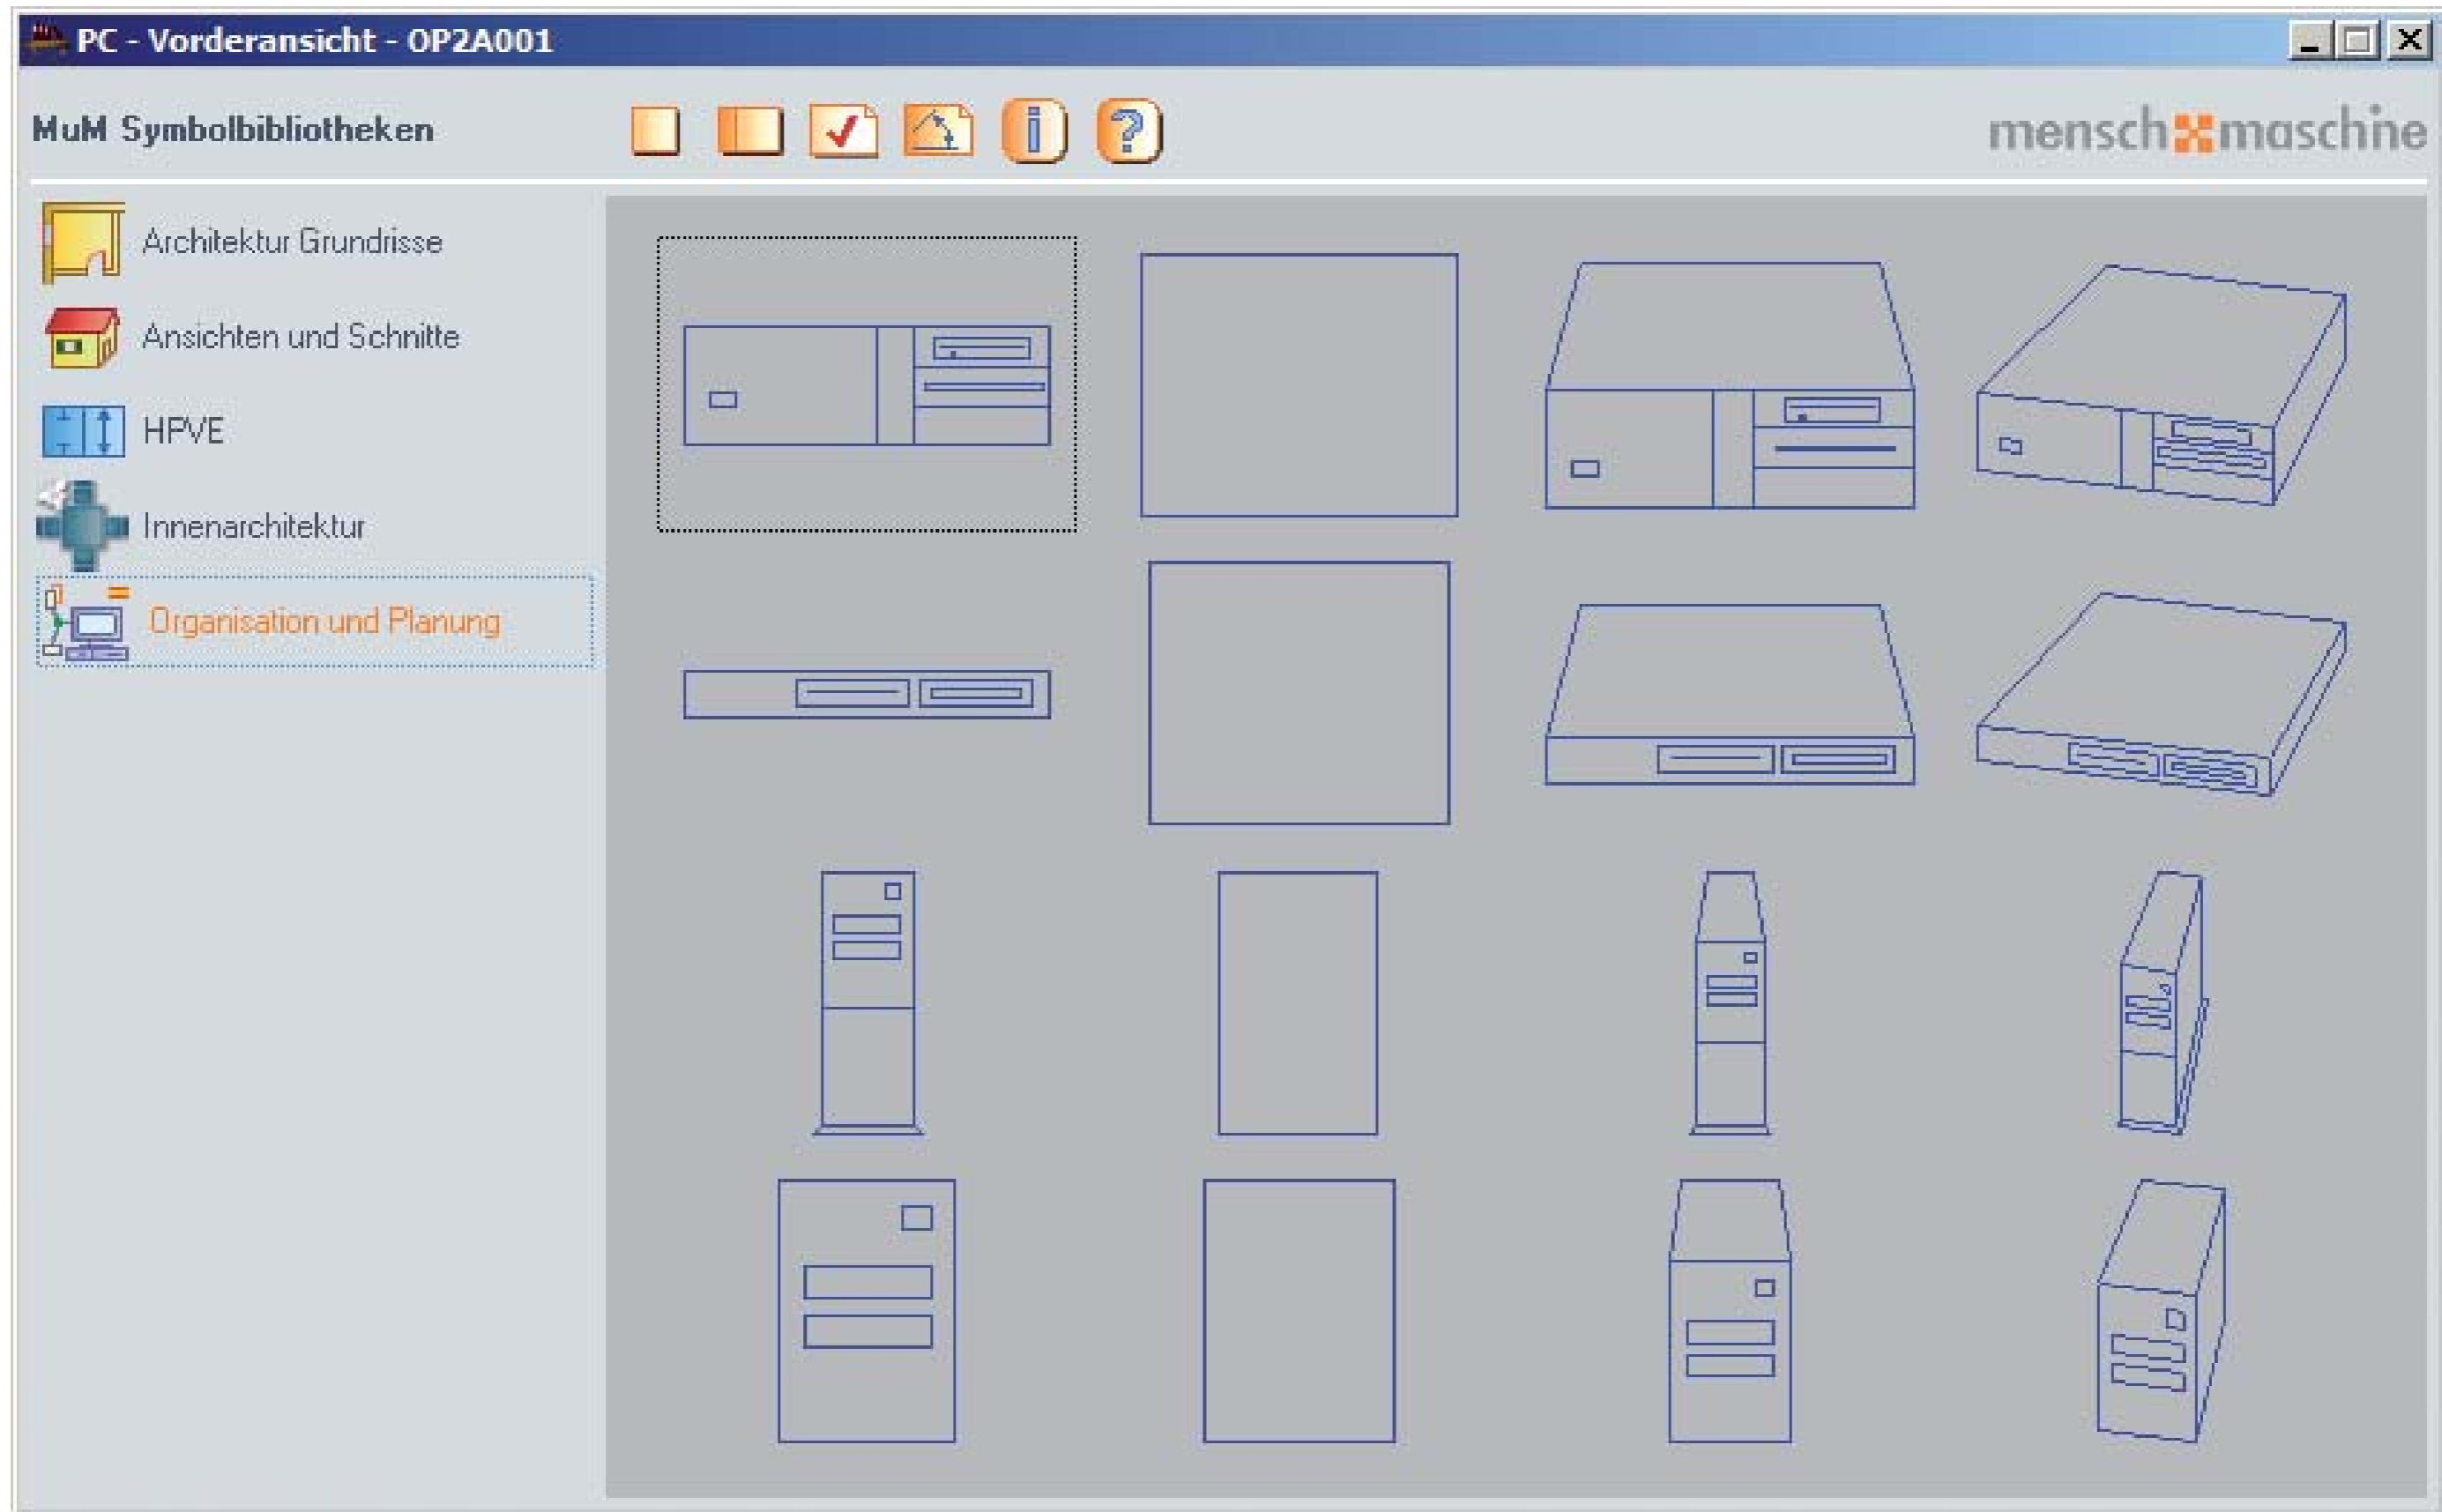 PC - Vorderansicht - OP2A001
MuM Symbolbibliotheken
mensch maschine
Architektur Grundrisse
Ansichten und Schnitte
HPVE
Innenarchitektur
Organisation und Planung